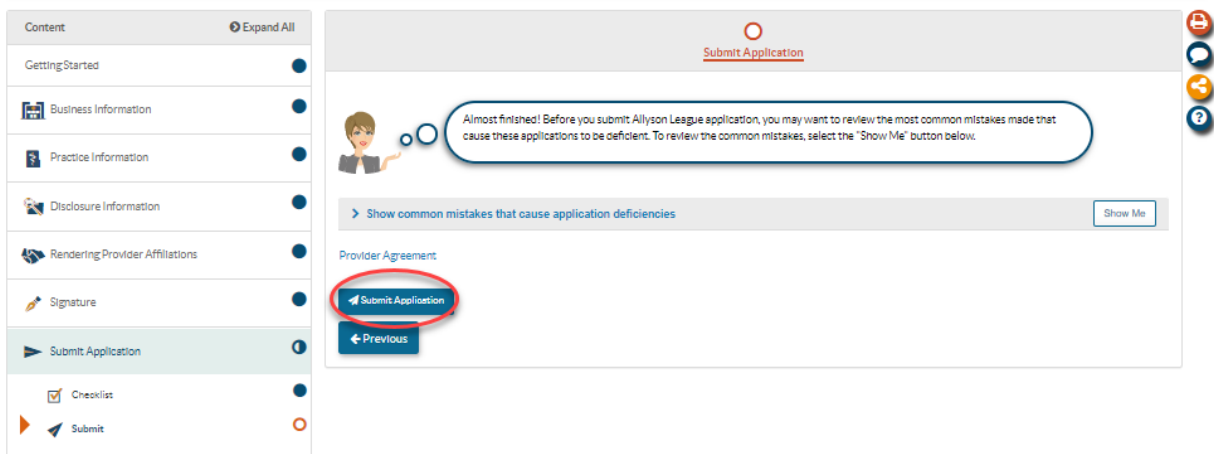 Content
Expand All
Getting Started
Business Information
Practice Information
Disclosure Information
Rendering Provider Affiliations
Signature
Submit Application
Checklist
Submit
Submit Application
Almost finished! Before you submit Allyson League application, you may want to review the most common mistakes made that
cause these applications to be deficient. To review the common mistakes, select the "Show Me" button below.
Show common mistakes that cause application deficiencies
Show Me
Provider Agreement
Submit Application
Previous